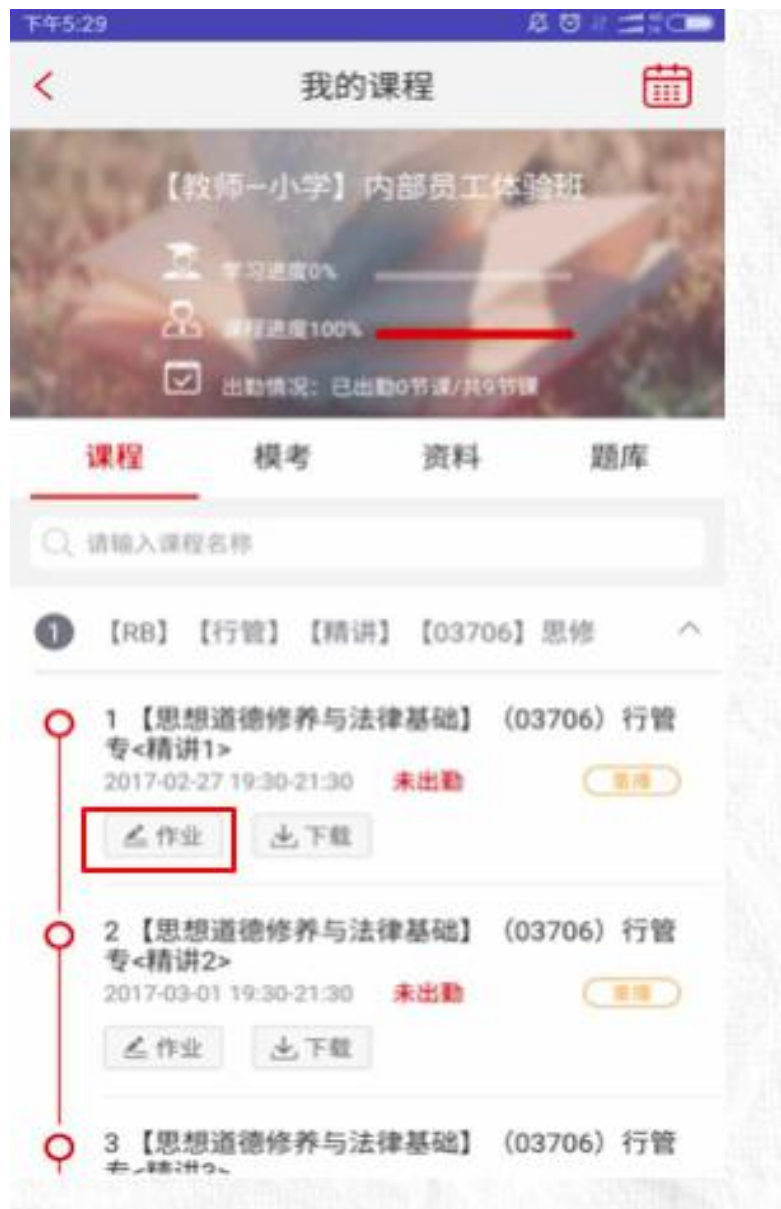 下午5:29
我的课程
【教师—小学】内部员工体验班
学习进度0%
课程进度100%
出勤情况：已出勤0节课/共9节课
课程 模考 资料 题库
请输入课程名称
1 【RB】【行管】【精讲】【03706】思修
1 【思想道德修养与法律基础】（03706）行管
专<精讲1>
2017-02-27 19:30-21:30 未出勤 重播
作业 下载
2 【思想道德修养与法律基础】（03706）行管
专<精讲2>
2017-03-01 19:30-21:30 未出勤 重播
作业 下载
3 【思想道德修养与法律基础】（03706）行管